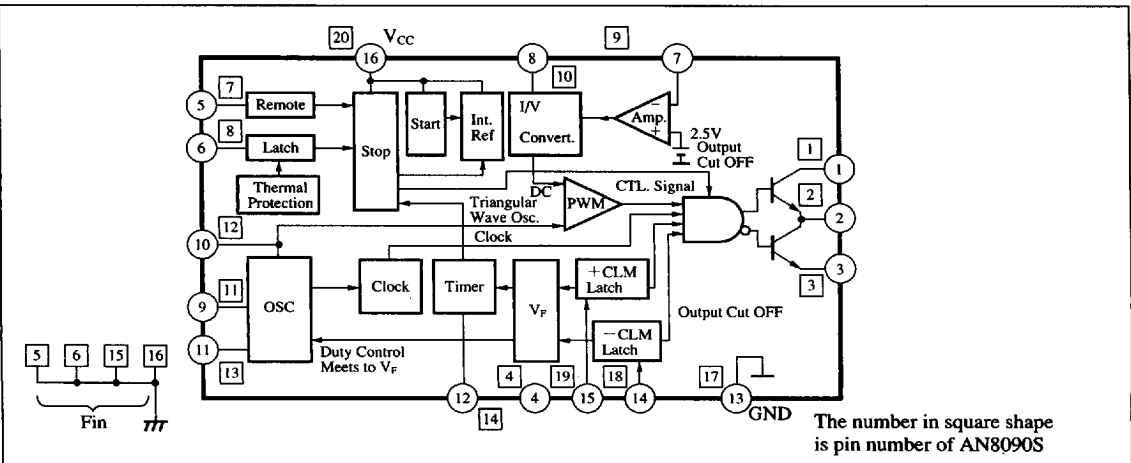 20 VCC 9
16 8 7
7 10
5 Remote
I/V
Convert.
Start
Int.
Ref
− Amp. +
2.5V
Output
Cut OFF
8
6 Latch
Stop
1
1
Thermal
Protection
DC
CTL. Signal
2
PWM
Triangular
Wave Osc.
2
12
10
Clock
3
3
11
9
OSC
Clock
Timer
VF
+CLM
Latch
Output Cut OFF
−CLM
Latch
11
13
Duty Control
Meets to VF
5 6 15 16
Fin
4 19 18 17
12 4 15 14 13
14
GND
The number in square shape
is pin number of AN8090S